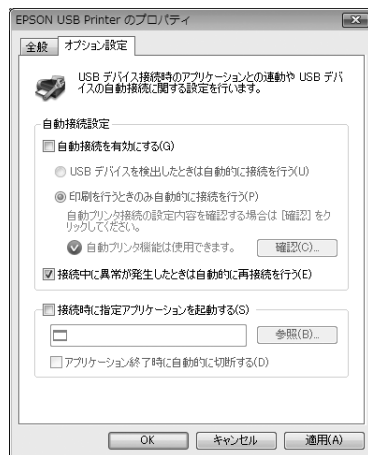 EPSON USB Printer のプロパティ
全般 オプション設定
USB デバイス接続時のアプリケーションとの連動や USB デバ
イスの自動接続に関する設定を行います。
自動接続設定
自動接続を有効にする(G)
USB デバイスを検出したときは自動的に接続を行う(U)
印刷を行うときのみ自動的に接続を行う(P)
自動プリンタ接続の設定内容を確認する場合は [確認] をク
リックしてください。
自動プリンタ機能は使用できます。 確認(C)...
接続中に異常が発生したときは自動的に再接続を行う(E)
接続時に指定アプリケーションを起動する(S)
参照(B)...
アプリケーション終了時に自動的に切断する(D)
OK キャンセル 適用(A)